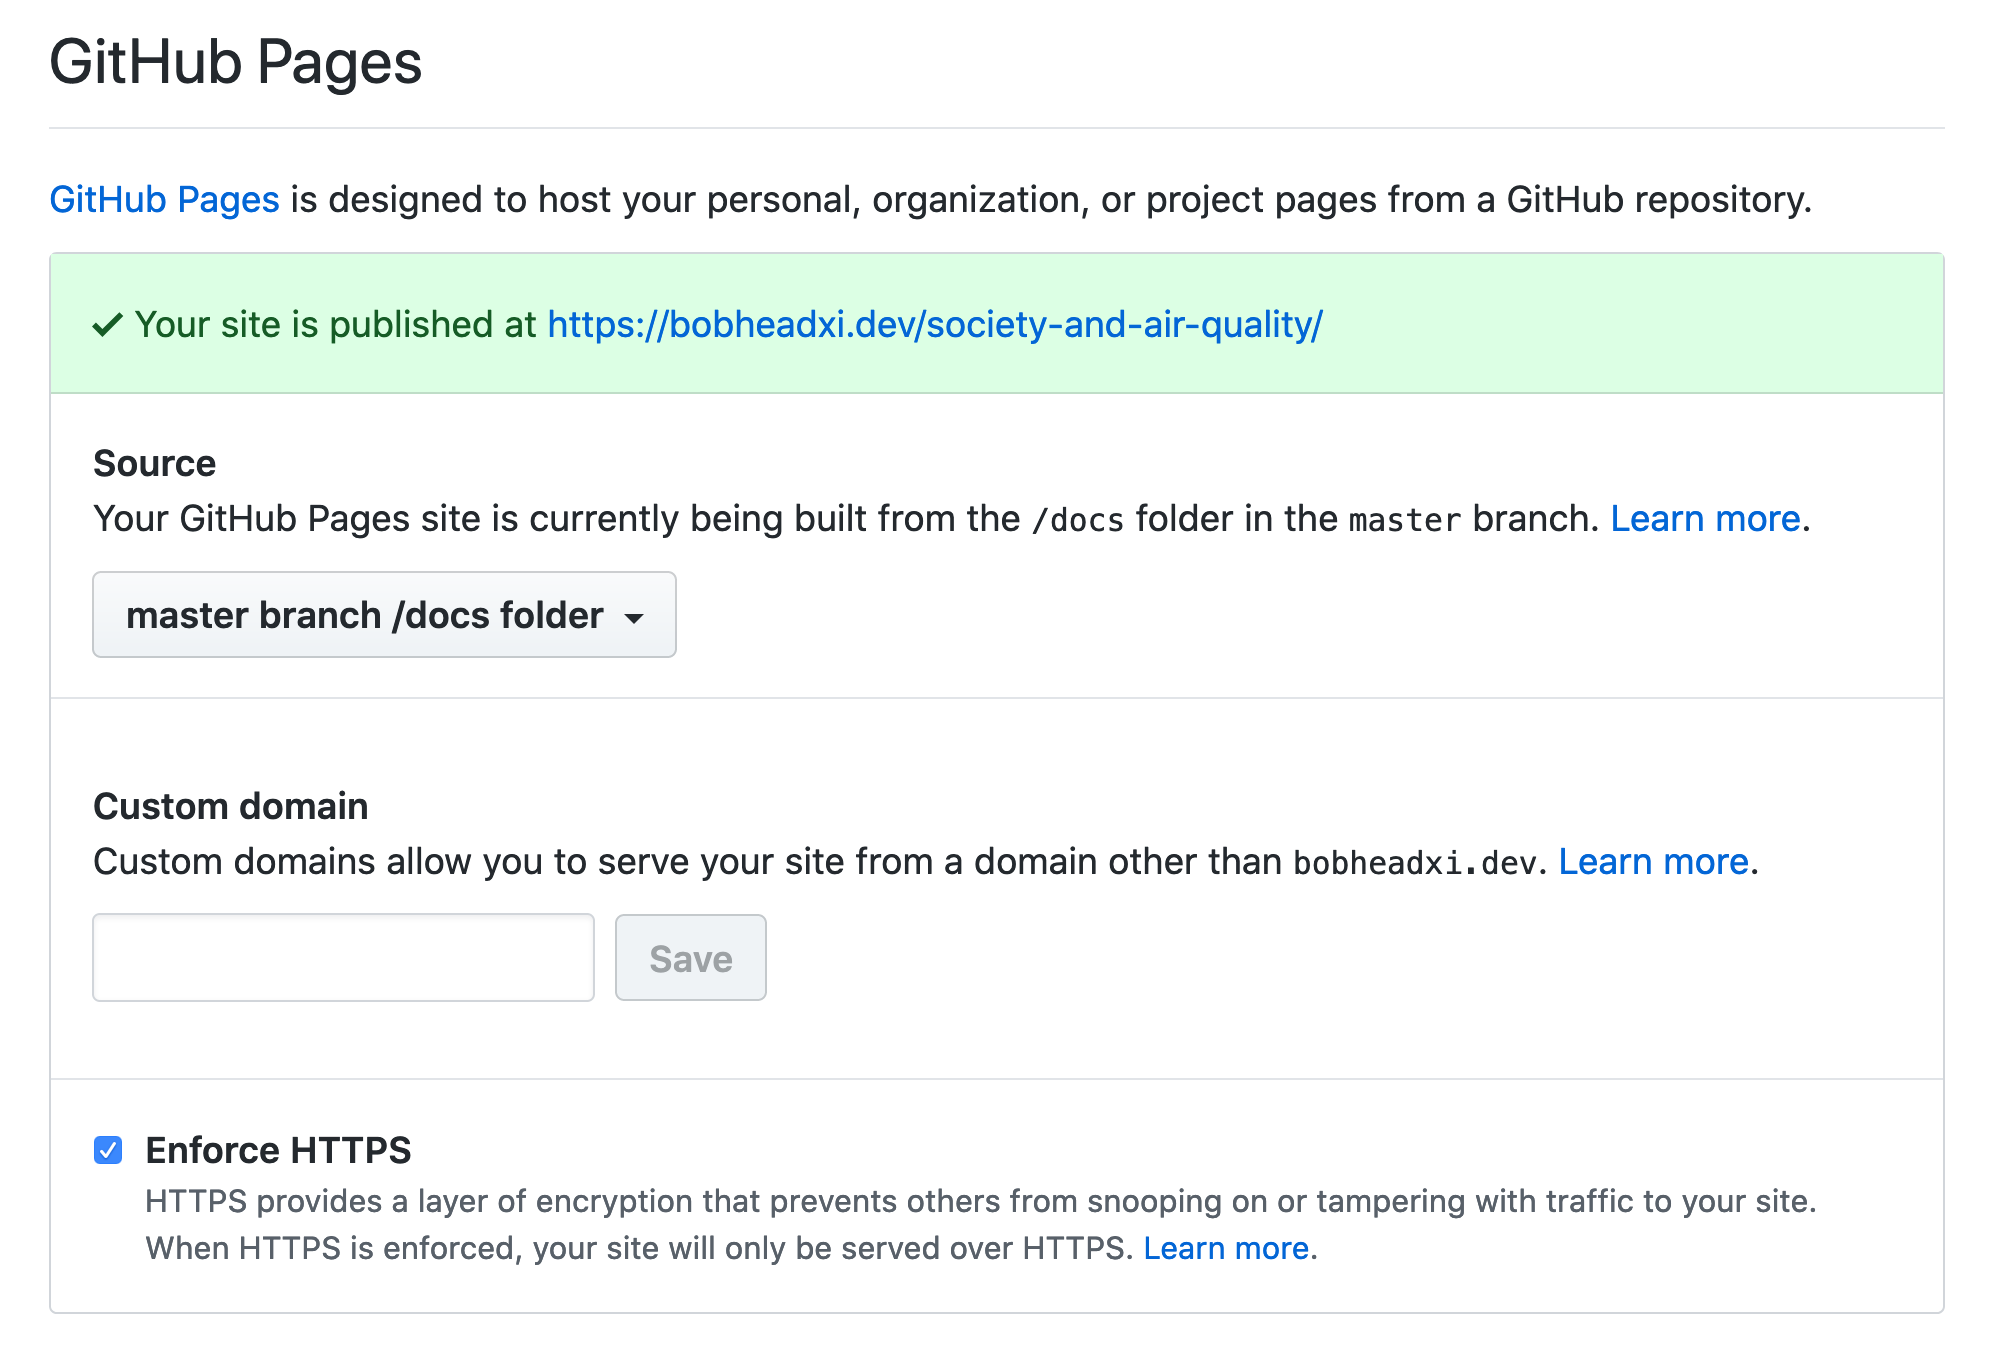 GitHub Pages
GitHub Pages is designed to host your personal, organization, or project pages from a GitHub repository.
Your site is published at https://bobheadxi.dev/society-and-air-quality/
Source
Your GitHub Pages site is currently being built from the /docs folder in the master branch. Learn more.
master branch /docs folder
Custom domain
Custom domains allow you to serve your site from a domain other than bobheadxi.dev. Learn more.
Save
Enforce HTTPS
HTTPS provides a layer of encryption that prevents others from snooping on or tampering with traffic to your site.
When HTTPS is enforced, your site will only be served over HTTPS. Learn more.